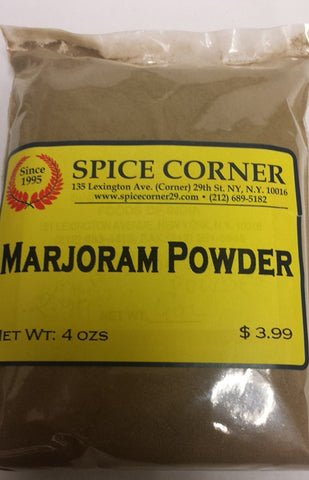 Since
1995
SPICE CORNER
135 Lexington Ave. (Corner) 29th St. NY, N.Y. 10016
www.spicecorner29.com • (212) 689-5182
MARJORAM POWDER
NET WT: 4 OZS
$ 3.99